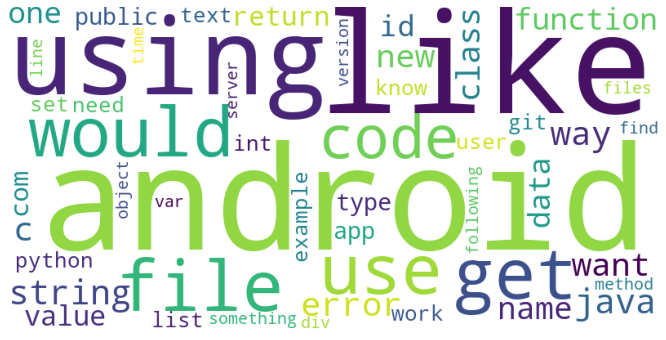 one public text return id class function
line time using like version new know files
set need server
would int code user git way find
com object var android example type following data
c app
python file use get want
string java method
value list something div error work name